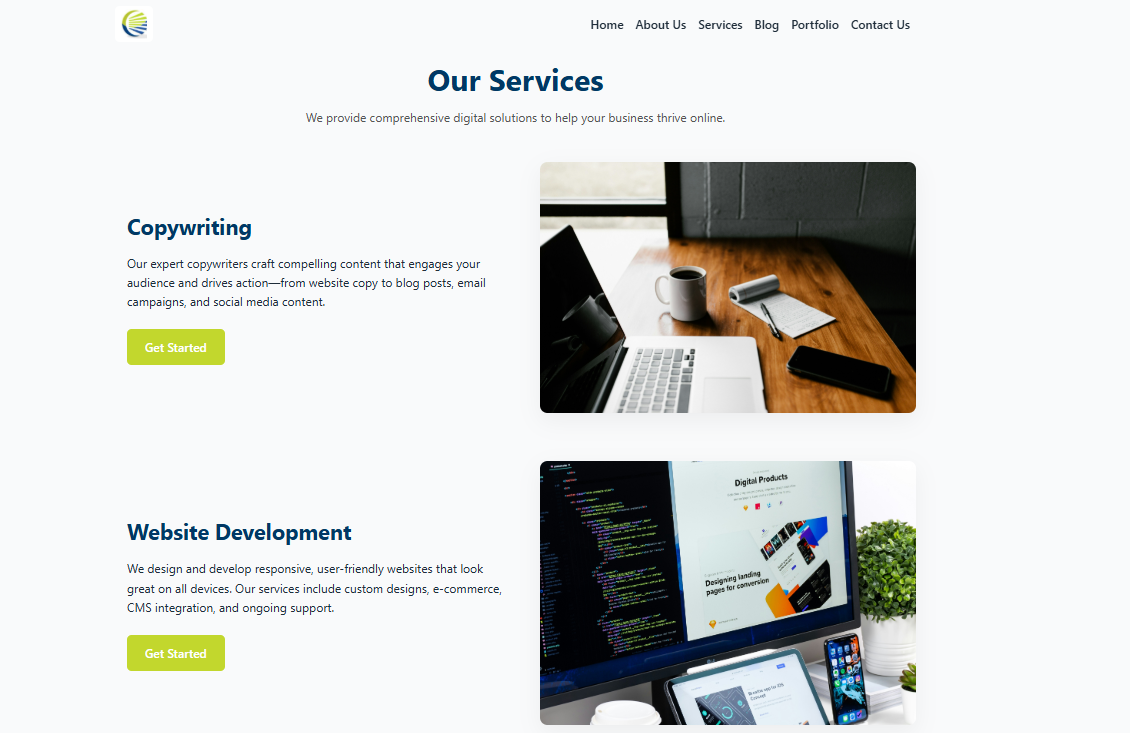 Home About Us Services Blog Portfolio Contact Us
Our Services
We provide comprehensive digital solutions to help your business thrive online.
Copywriting
Our expert copywriters craft compelling content that engages your
audience and drives action—from website copy to blog posts, email
campaigns, and social media content.
Get Started
Website Development
We design and develop responsive, user-friendly websites that look
great on all devices. Our services include custom designs, e-commerce,
CMS integration, and ongoing support.
Get Started
Digital Products
Designing landing
pages for conversion